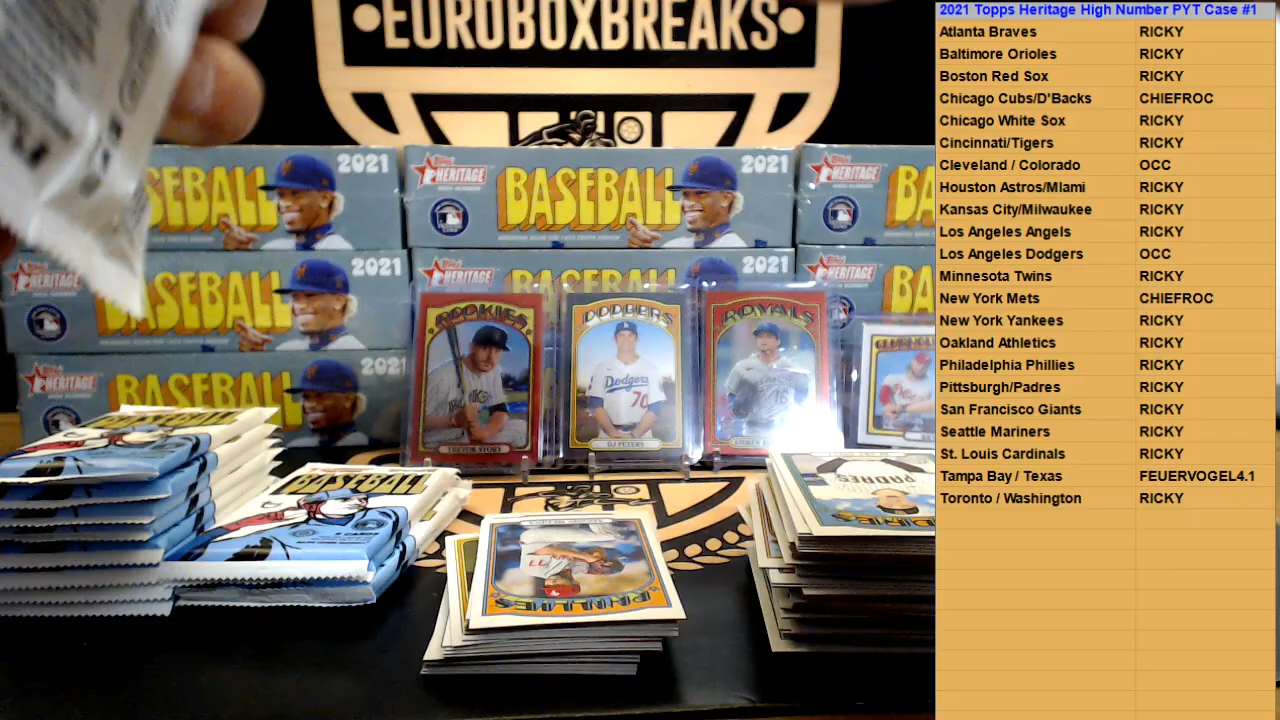 EUROBOXBREAKS
2021
Topps HERITAGE BASEBALL 2021
HERITAGE BA
2021
HERITAGE BASEBALL
2021
HERITAGE BASEBALL
HERITAGE BA
HERITAGE BASEBALL 2021
ROOKIES
TREVOR STORY
DODGERS
Dodgers
70
DJ PETERS
ROYALS
16
BASEBALL
BASEBALL
PHILLIES
PADRES
2021 Topps Heritage High Number PYT Case #1
Atlanta Braves RICKY
Baltimore Orioles RICKY
Boston Red Sox RICKY
Chicago Cubs/D'Backs CHIEFROC
Chicago White Sox RICKY
Cincinnati/Tigers RICKY
Cleveland / Colorado OCC
Houston Astros/MIami RICKY
Kansas City/Milwaukee RICKY
Los Angeles Angels RICKY
Los Angeles Dodgers OCC
Minnesota Twins RICKY
New York Mets CHIEFROC
New York Yankees RICKY
Oakland Athletics RICKY
Philadelphia Phillies RICKY
Pittsburgh/Padres RICKY
San Francisco Giants RICKY
Seattle Mariners RICKY
St. Louis Cardinals RICKY
Tampa Bay / Texas FEUERVOGEL4.1
Toronto / Washington RICKY